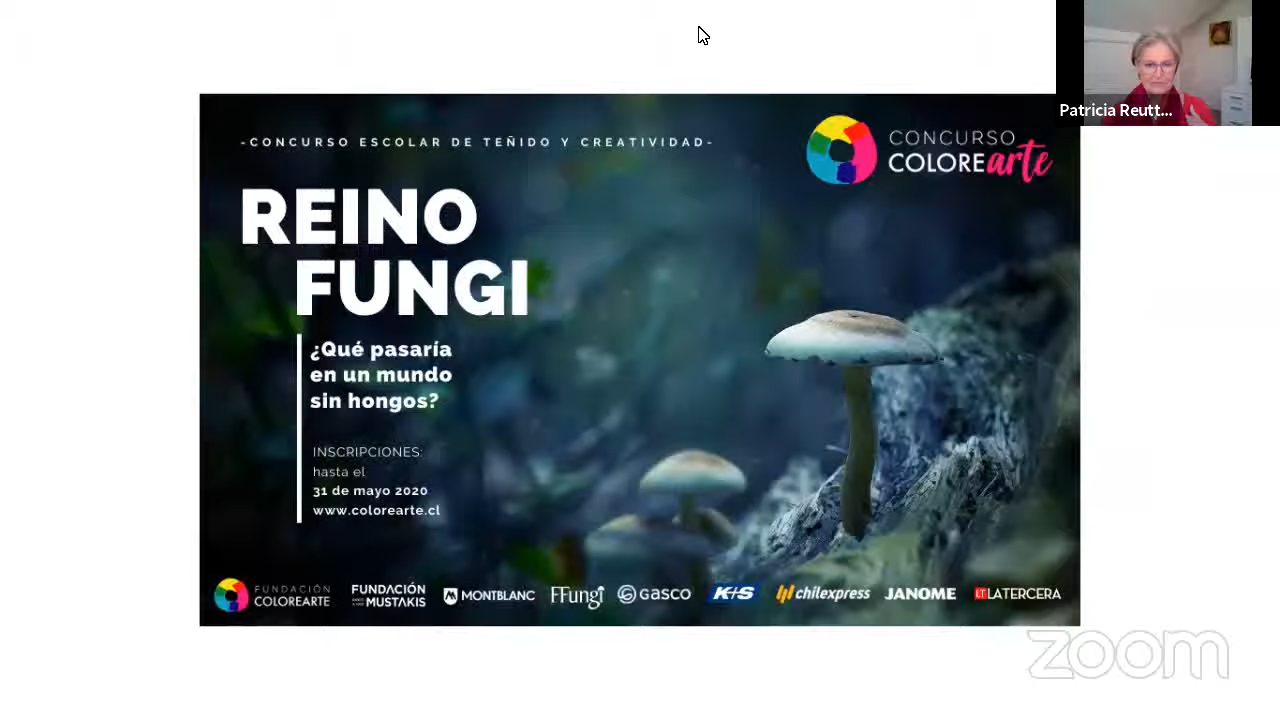 Patricia Reutt...
-CONCURSO ESCOLAR DE TEÑIDO Y CREATIVIDAD-
CONCURSO
COLOREarte
REINO
FUNGI
¿Qué pasaría
en un mundo
sin hongos?
INSCRIPCIONES:
hasta el
31 de mayo 2020
www.colorearte.cl
FUNDACIÓN
COLOREARTE
FUNDACIÓN
MUSTAKIS
MONTBLANC
FFungi
GASCO
K+S
chilexpress
JANOME
LT LATERCERA
zoom